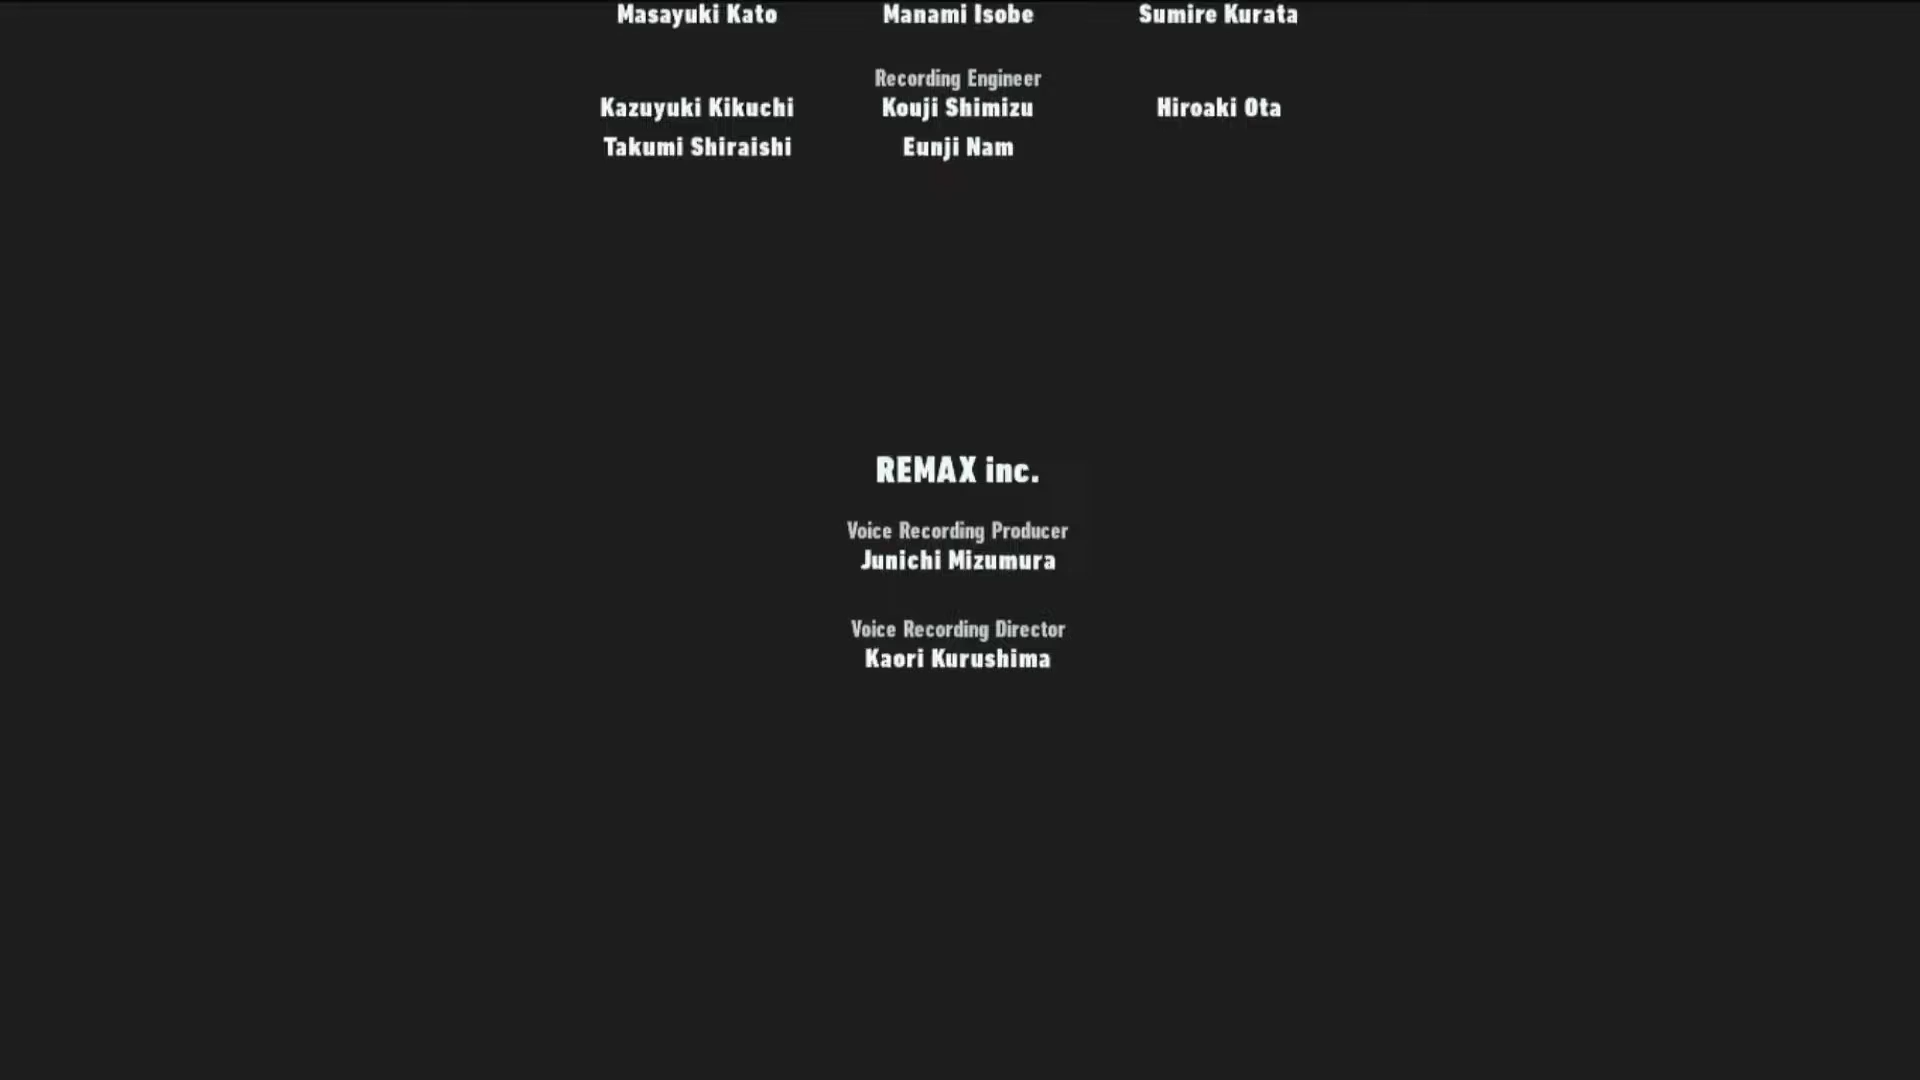 Masayuki Kato Manami Isobe Sumire Kurata
Recording Engineer
Kazuyuki Kikuchi Kouji Shimizu Hiroaki Ota
Takumi Shiraishi Eunji Nam
REMAX inc.
Voice Recording Producer
Junichi Mizumura
Voice Recording Director
Kaori Kurushima